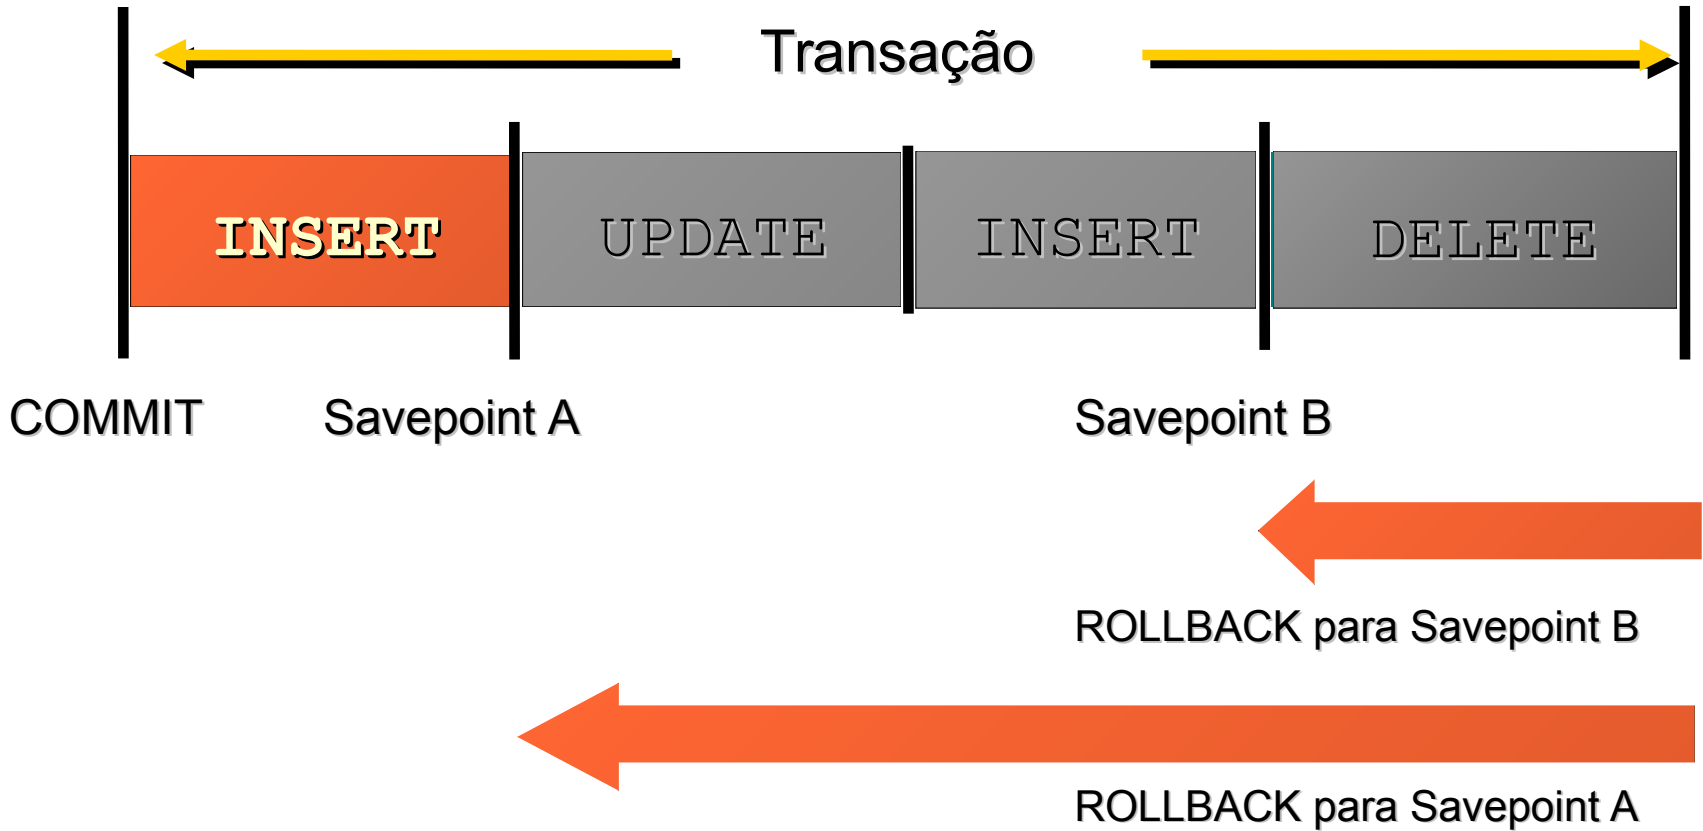 Transação
INSERT UPDATE INSERT DELETE
COMMIT Savepoint A Savepoint B
ROLLBACK para Savepoint B
ROLLBACK para Savepoint A